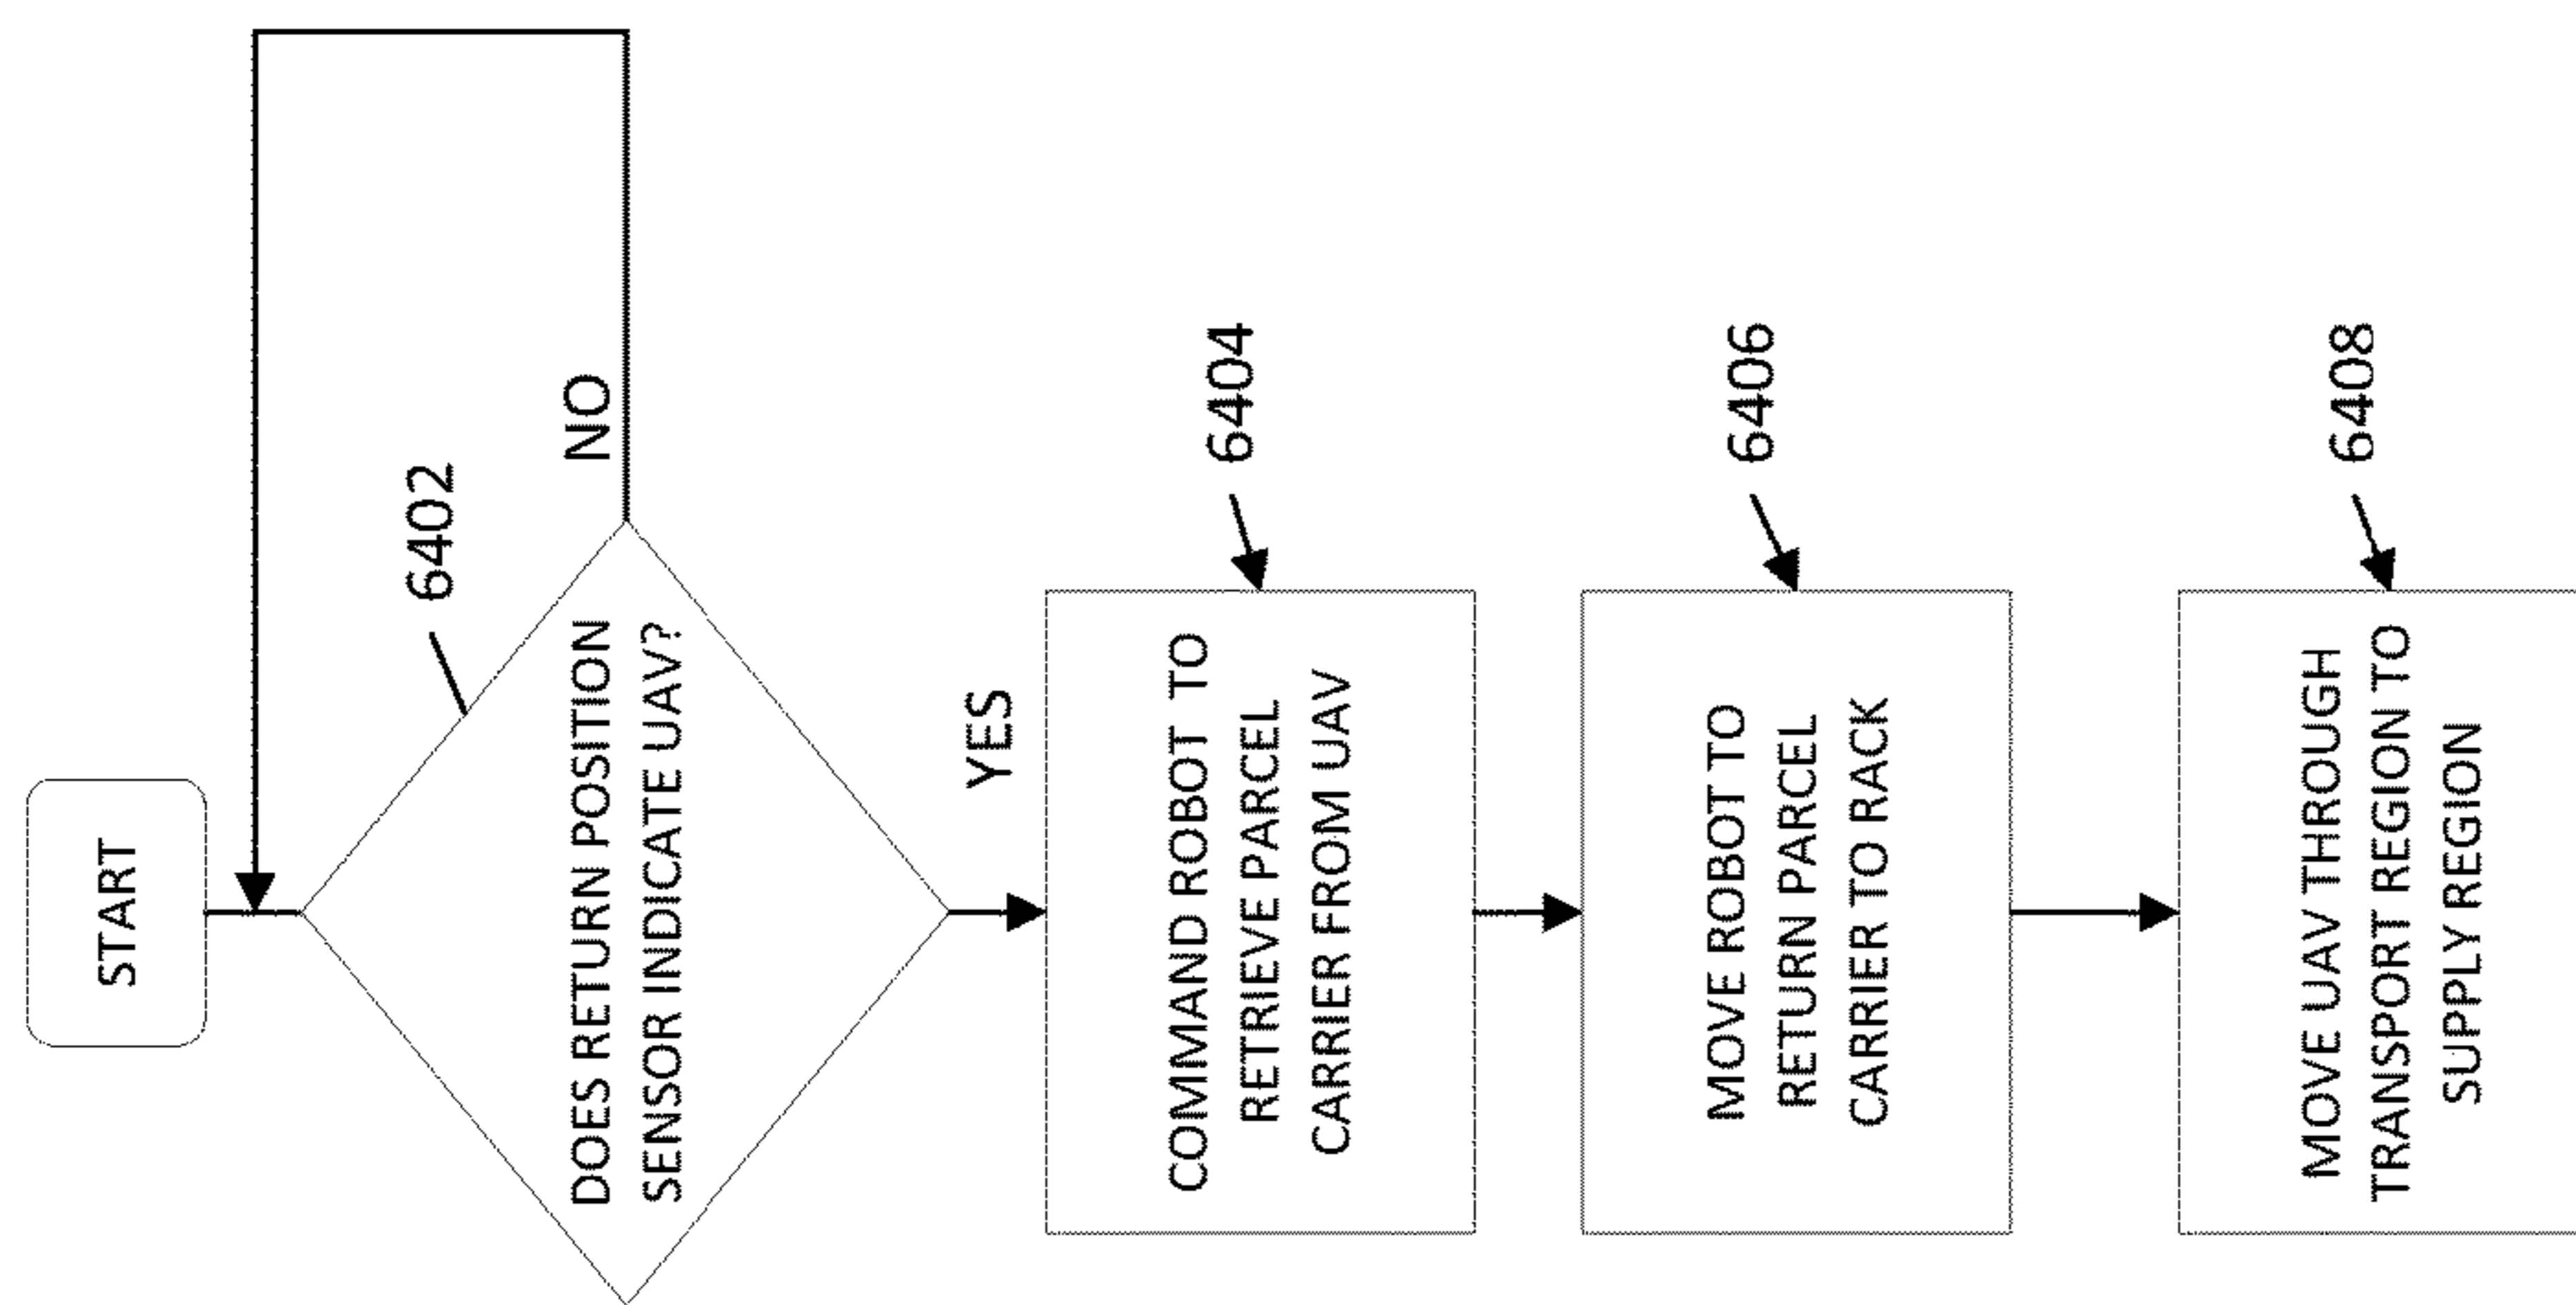 START
6402
DOES RETURN POSITION
SENSOR INDICATE UAV?
NO
YES
6404
COMMAND ROBOT TO
RETRIEVE PARCEL
CARRIER FROM UAV
6406
MOVE ROBOT TO
RETURN PARCEL
CARRIER TO RACK
6408
MOVE UAV THROUGH
TRANSPORT REGION TO
SUPPLY REGION